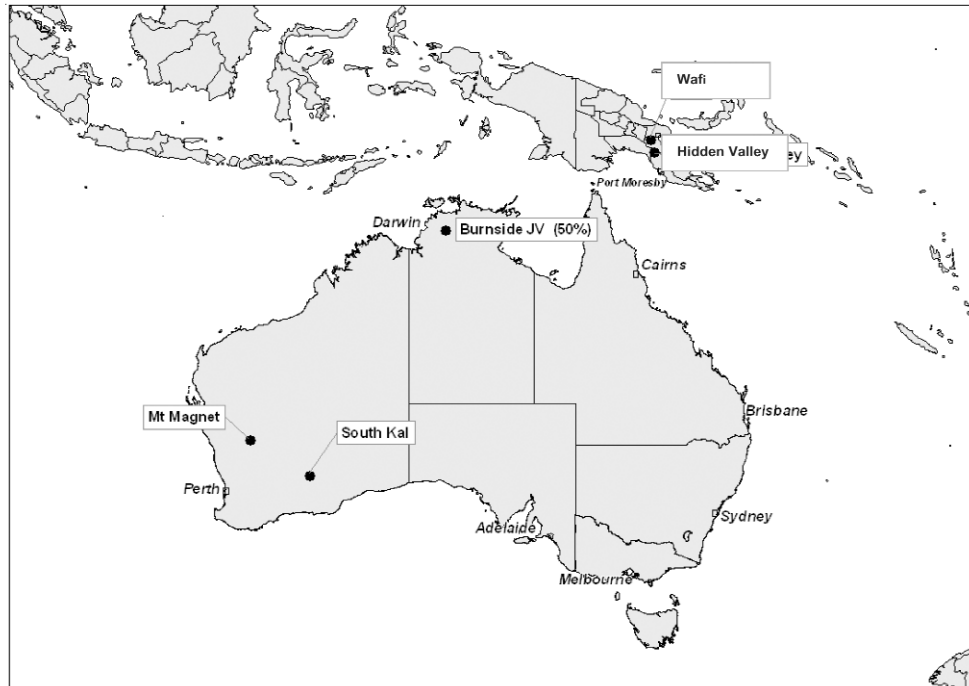 Wafi
Hidden Valley
ey
Port Moresby
Darwin
Burnside JV (50%)
Cairns
Mt Magnet
South Kal
Brisbane
Perth
Sydney
Adelaide
Melbourne